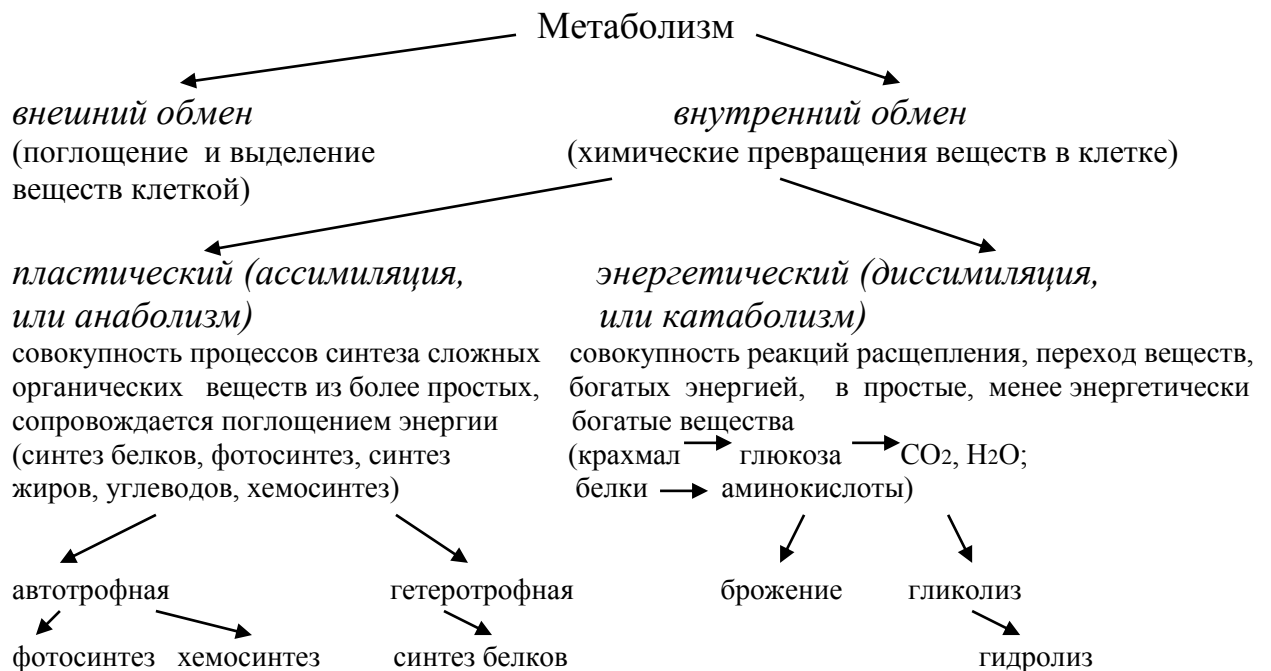 Метаболизм
внешний обмен
(поглощение и выделение
веществ клеткой)
внутренний обмен
(химические превращения веществ в клетке)
пластический (ассимиляция,
или анаболизм)
совокупность процессов синтеза сложных
органических веществ из более простых,
сопровождается поглощением энергии
(синтез белков, фотосинтез, синтез
жиров, углеводов, хемосинтез)
энергетический (диссимиляция,
или катаболизм)
совокупность реакций расщепления, переход веществ,
богатых энергией, в простые, менее энергетически
богатые вещества
(крахмал глюкоза CO2, H2O;
белки аминокислоты)
автотрофная гетеротрофная брожение гликолиз
фотосинтез хемосинтез синтез белков гидролиз